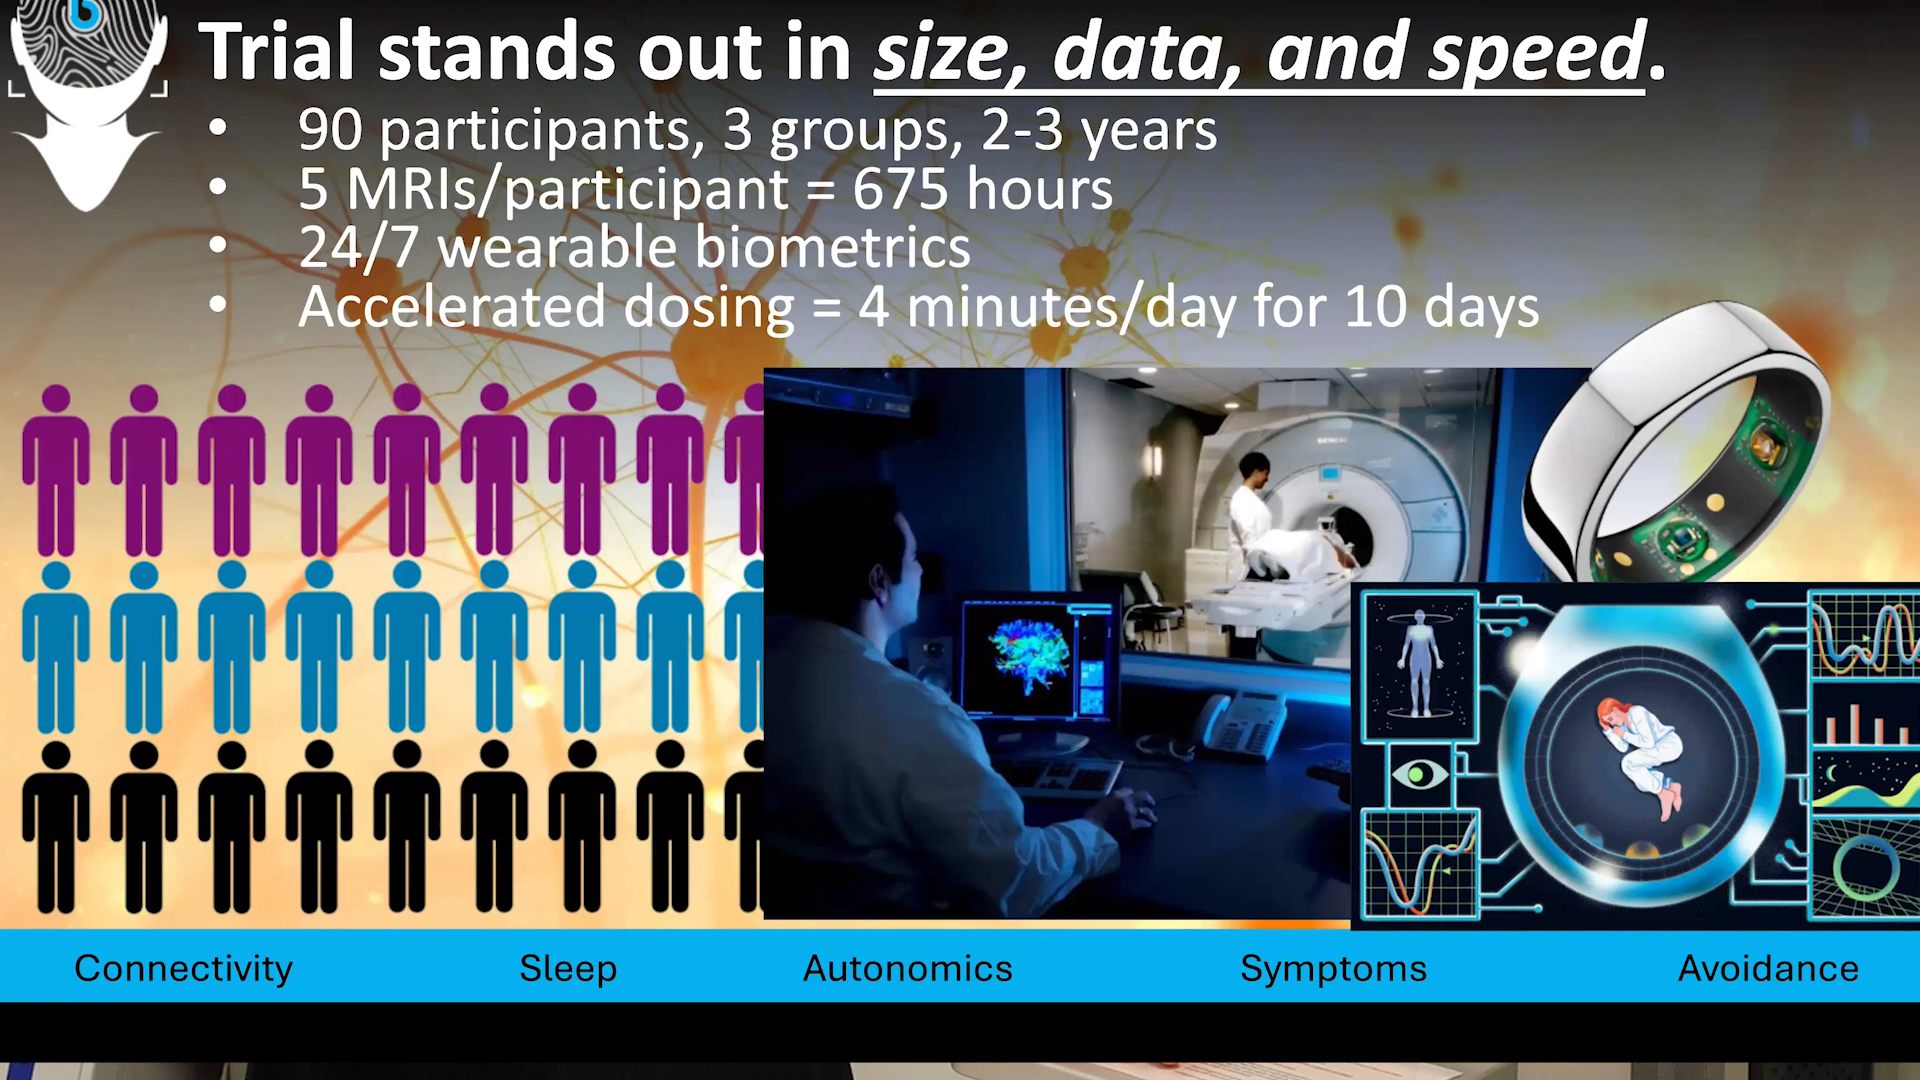 Trial stands out in size, data, and speed.
• 90 participants, 3 groups, 2-3 years
• 5 MRIs/participant = 675 hours
• 24/7 wearable biometrics
• Accelerated dosing = 4 minutes/day for 10 days
SIEMENS
Connectivity Sleep Autonomics Symptoms Avoidance